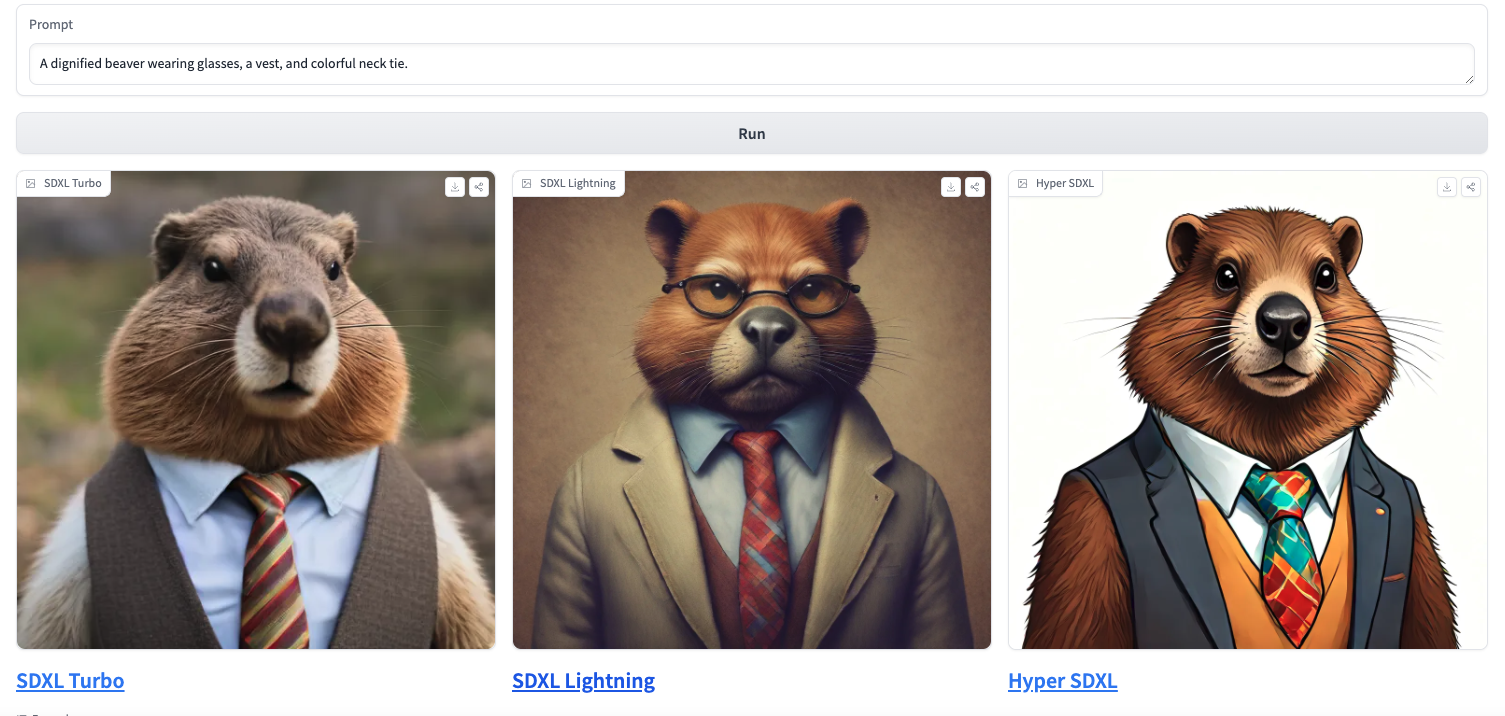 Prompt
A dignified beaver wearing glasses, a vest, and colorful neck tie.
Run
SDXL Turbo
SDXL Lightning
Hyper SDXL
SDXL Turbo
SDXL Lightning
Hyper SDXL